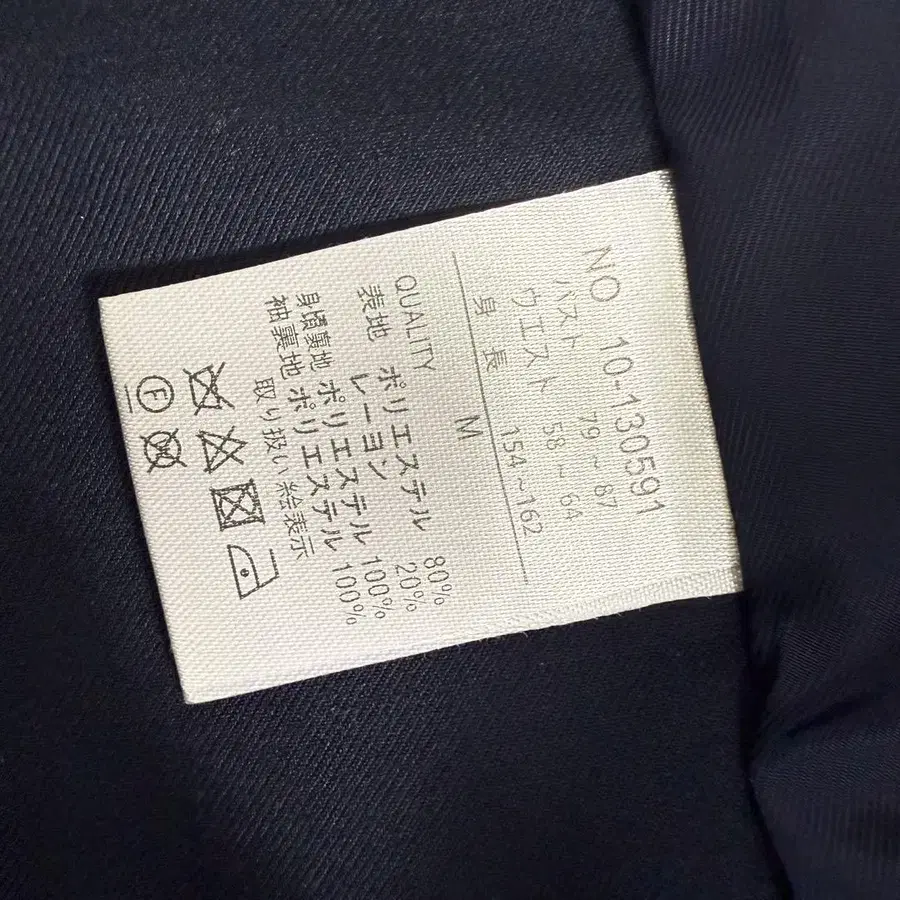 NO 10-130591
バスト 79~87
ウエスト 58~64
身長 154~162
M
QUALITY
表地 ポリエステル 80%
レーヨン 20%
身頃裏地 ポリエステル 100%
袖裏地 ポリエステル 100%
取り扱い絵表示
F